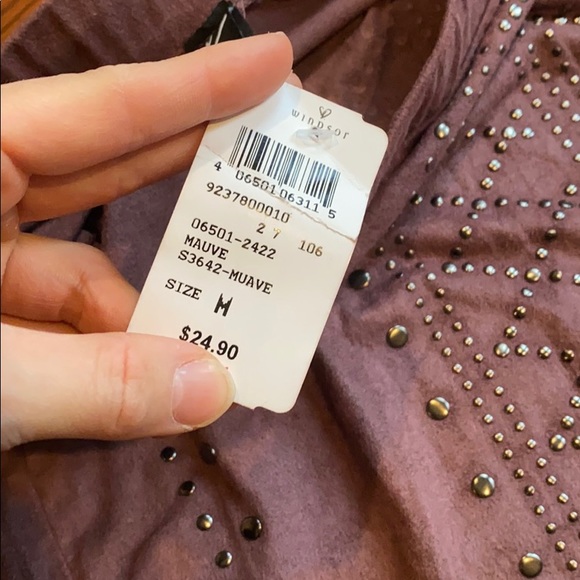 windsor
4 06501 06311 5
9237800010
2 7 106
06501-2422
MAUVE
S3642-MUAVE
SIZE M
$24.90